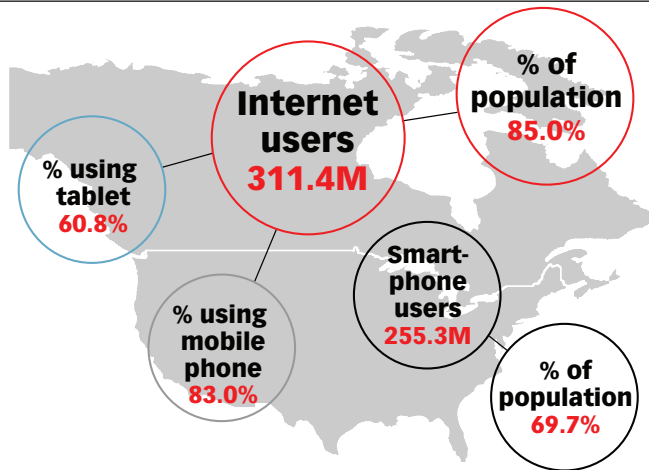 Internet
users
311.4M
% of
population
85.0%
% using
tablet
60.8%
% using
mobile
phone
83.0%
Smart-
phone
users
255.3M
% of
population
69.7%